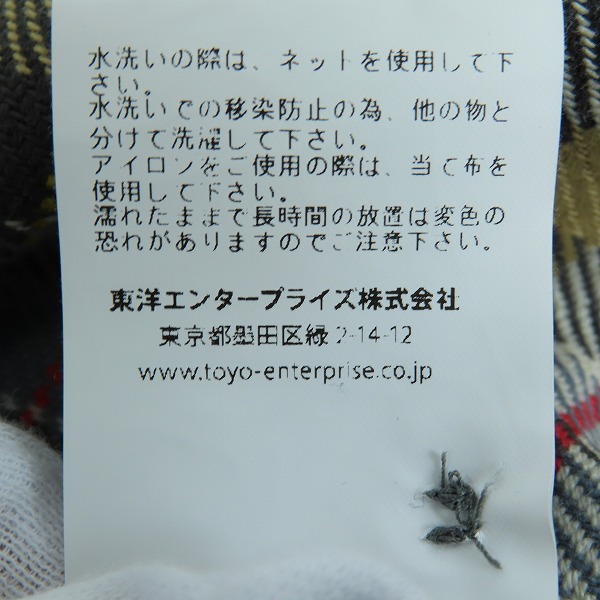 水洗いの際は、ネットを使用して下
さい。
水洗いでの移染防止の為、他の物と
分けて洗濯して下さい。
アイロンをご使用の際は、当て布を
使用して下さい。
濡れたままで長時間の放置は変色の
恐れがありますのでご注意下さい。
東洋エンタープライズ株式会社
東京都墨田区緑 2-14-12
www.toyo-enterprise.co.jp